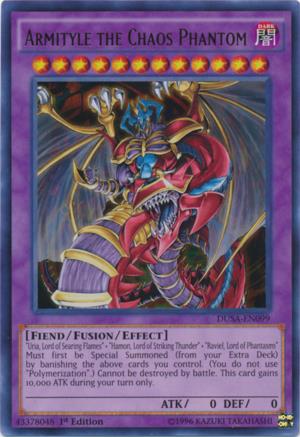 ARMITYLE THE CHAOS PHANTOM
DARK
闇
DUSA-EN099
[FIEND/FUSION/EFFECT]
"Uria, Lord of Searing Flames" + "Hamon, Lord of Striking Thunder" + "Raviel, Lord of Phantasms"
Must first be Special Summoned (from your Extra Deck)
by banishing the above cards you control. (You do not use
"Polymerization".) Cannot be destroyed by battle. This card gains
10,000 ATK during your turn only.
ATK/ 0 DEF/ 0
43378048 1st Edition ©1996 KAZUKI TAKAHASHI